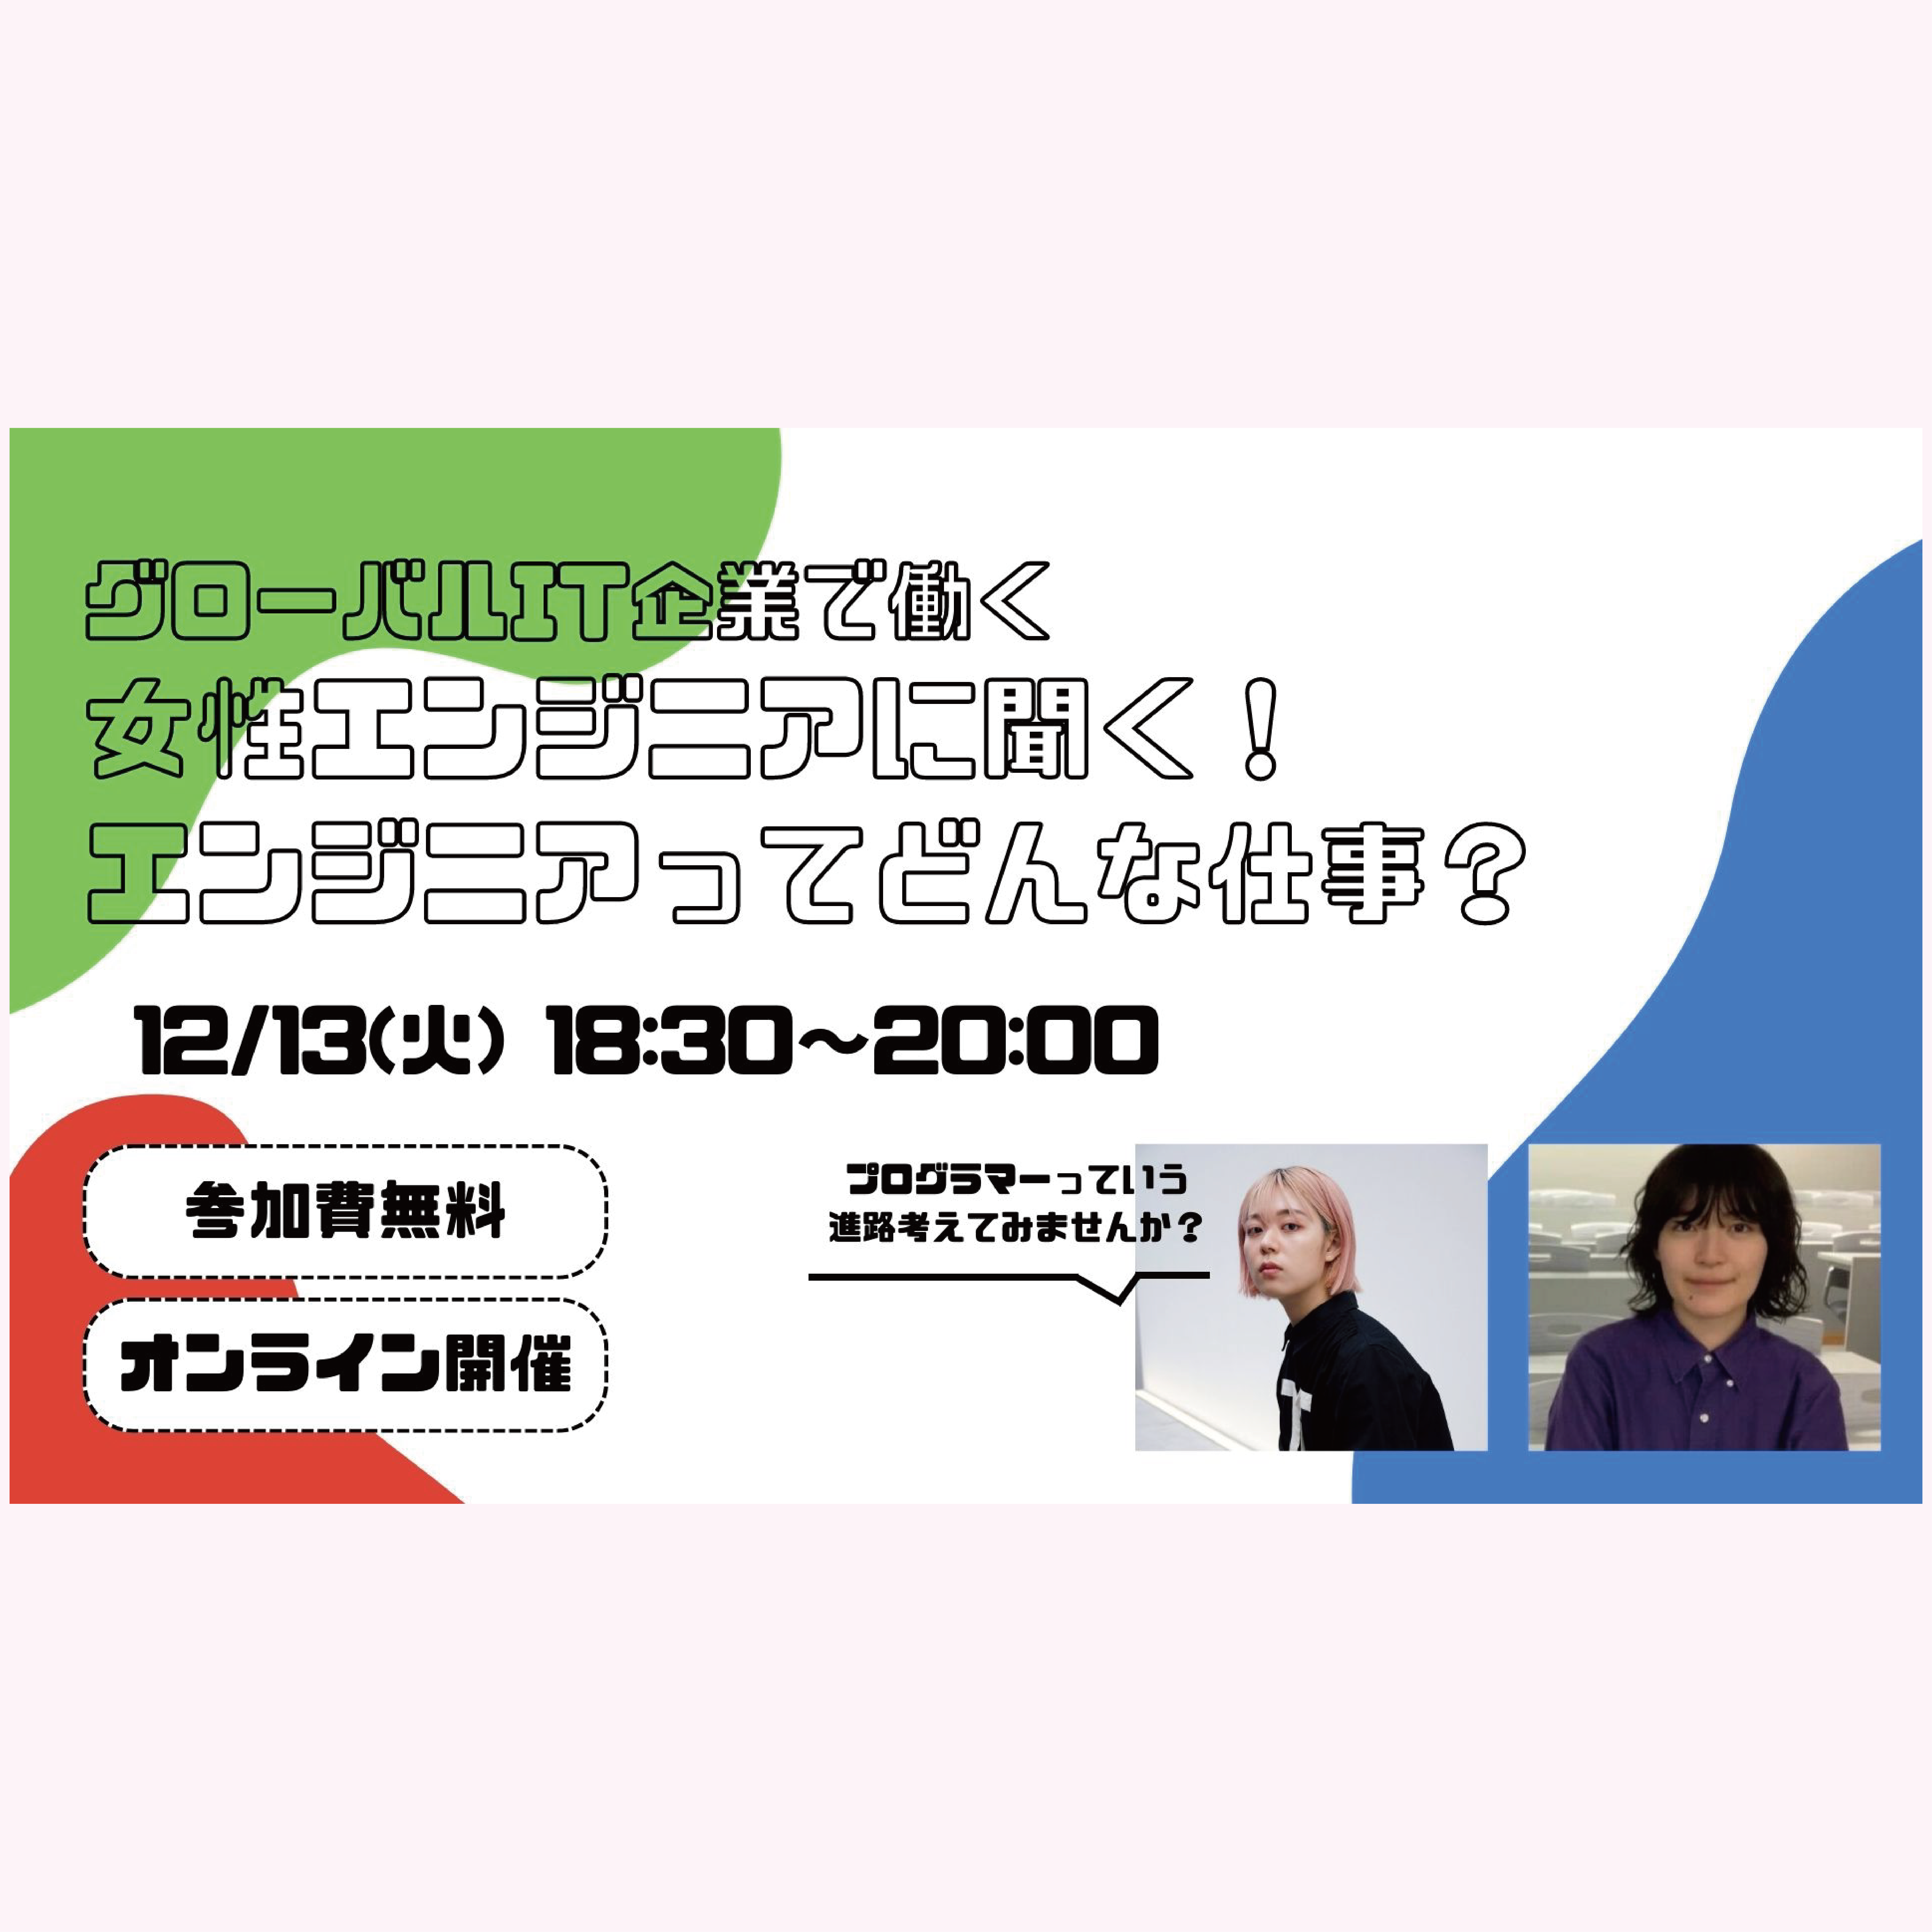 グローバルIT企業で働く
女性エンジニアに聞く！
エンジニアってどんな仕事？
12/13(火) 18:30～20:00
参加費無料
オンライン開催
プログラマーっていう
進路考えてみませんか？